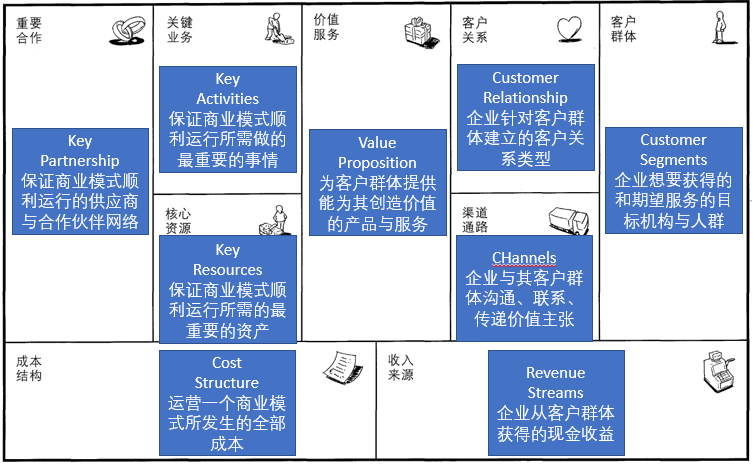 重要
合作
Key
Partnership
保证商业模式顺
利运行的供应商
与合作伙伴网络
关键
业务
Key
Activities
保证商业模式顺
利运行所需做的
最重要的事情
核心
资源
Key
Resources
保证商业模式顺
利运行所需的最
重要的资产
价值
服务
Value
Proposition
为客户群体提供
能为其创造价值
的产品与服务
客户
关系
Customer
Relationship
企业针对客户群
体建立的客户关
系类型
渠道
通路
CHannels
企业与其客户群
体沟通、联系、
传递价值主张
客户
群体
Customer
Segments
企业想要获得的
和期望服务的目
标机构与人群
成本
结构
Cost
Structure
运营一个商业模
式所发生的全部
成本
收入
来源
Revenue
Streams
企业从客户群体
获得的现金收益